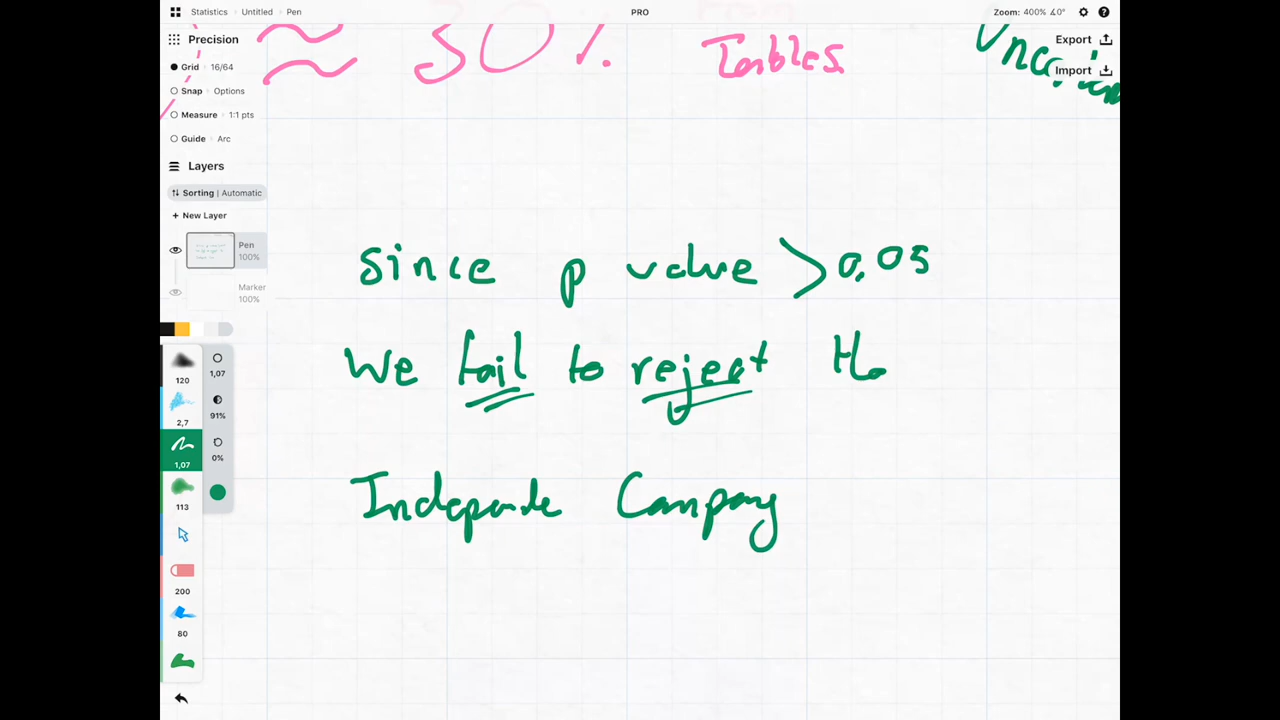 Statistics › Untitled › Pen
PRO
Zoom: 400% ∡0°
Precision
Grid › 16/64
Snap › Options
Measure › 1:1 pts
Guide › Arc
Export
Import
≈ 30%
Tables
Layers
Sorting | Automatic
+ New Layer
Pen
100%
Marker
100%
120
2,7
1,07
113
200
80
1,07
91%
0%
since p value > 0.05
We fail to reject Ho
Company